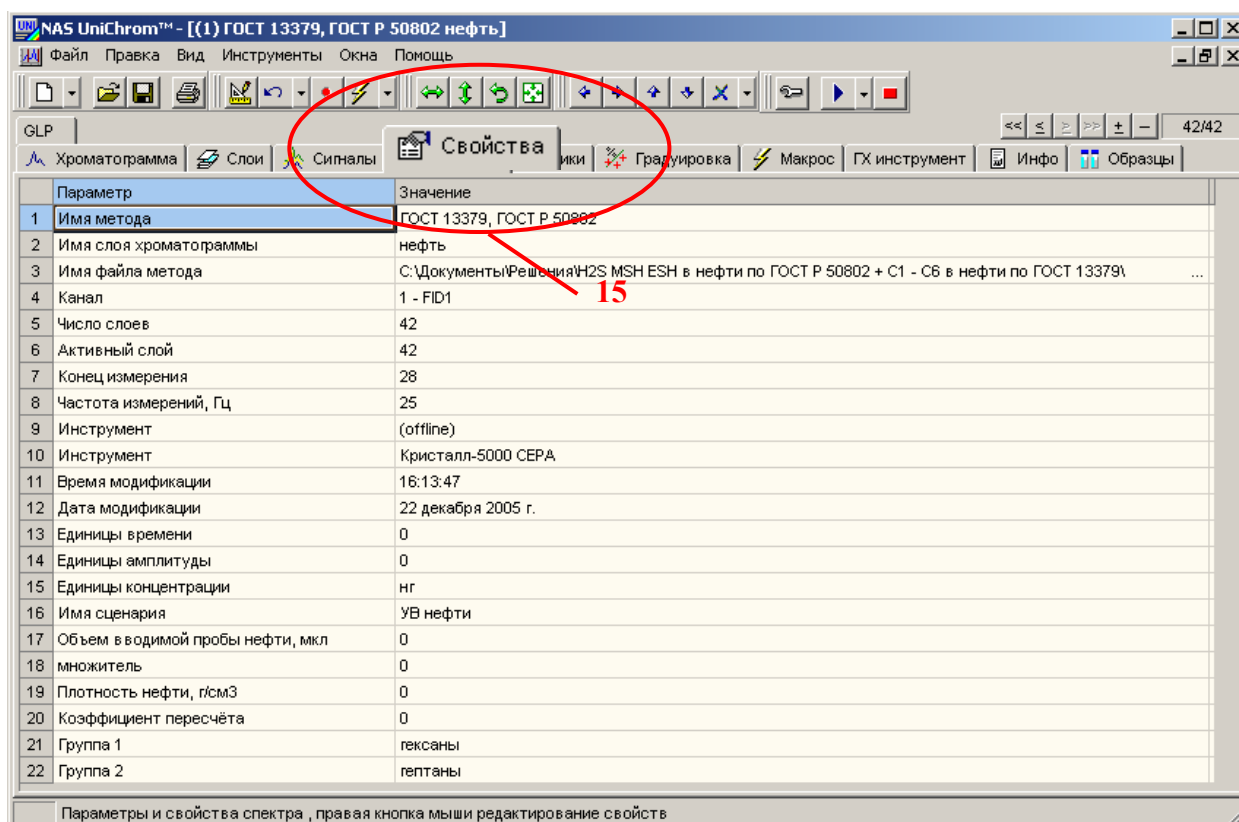 NAS UniChrom™ - [(1) ГОСТ 13379, ГОСТ Р 50802 нефть]
Файл Правка Вид Инструменты Окна Помощь
GLP << ≤ ≥ >> ± − 42/42
Хроматограмма Слои Сигналы Свойства ики Градуировка Макрос ГХ инструмент Инфо Образцы
Параметр Значение
1 Имя метода ГОСТ 13379, ГОСТ Р 50802
2 Имя слоя хроматограммы нефть
3 Имя файла метода C:\Документы\Решения\H2S MSH ESH в нефти по ГОСТ Р 50802 + C1 - C6 в нефти по ГОСТ 13379\ ...
15
4 Канал 1 - FID1
5 Число слоев 42
6 Активный слой 42
7 Конец измерения 28
8 Частота измерений, Гц 25
9 Инструмент (offline)
10 Инструмент Кристалл-5000 СЕРА
11 Время модификации 16:13:47
12 Дата модификации 22 декабря 2005 г.
13 Единицы времени 0
14 Единицы амплитуды 0
15 Единицы концентрации нг
16 Имя сценария УВ нефти
17 Объем вводимой пробы нефти, мкл 0
18 множитель 0
19 Плотность нефти, г/см3 0
20 Коэффициент пересчёта 0
21 Группа 1 гексаны
22 Группа 2 гептаны
Параметры и свойства спектра , правая кнопка мыши редактирование свойств